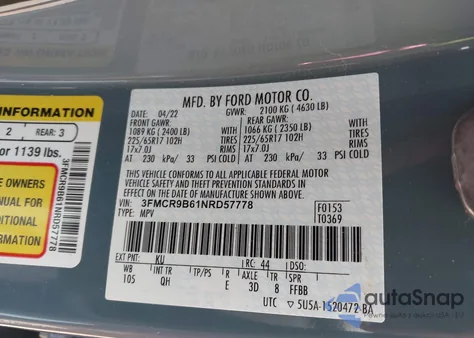 INFORMATION
2 REAR: 3
or 1139 lbs.
E OWNERS
ANUAL for
3FMCR9B61NRD57778
MFD. BY FORD MOTOR CO.
04/22 GVWR: 2100 KG (4630 LB)
FRONT GAWR: REAR GAWR:
1089 KG (2400 LB) 1066 KG (2350 LB)
225/65R17 102H TIRES 225/65R17 102H TIRES
17x7.0J RIMS 17x7.0J RIMS
AT 230 kPa/ 33 PSI COLD AT 230 kPa/ 33 PSI COLD
THIS VEHICLE CONFORMS TO ALL APPLICABLE FEDERAL MOTOR
VEHICLE SAFETY AND THEFT PREVENTION STANDARDS IN EFFECT ON THE
DATE OF MANUFACTURE SHOWN ABOVE.
VIN: 3FMCR9B61NRD57778 F0153
TYPE: MPV T0369
EXT PNT: KU RC: 44 DSO:
WB INT TR TP/PS R AXLE TR SPR
105 QH E 3D 8 FFBB
UTC 5U5A-1520472-BA
autoSnap